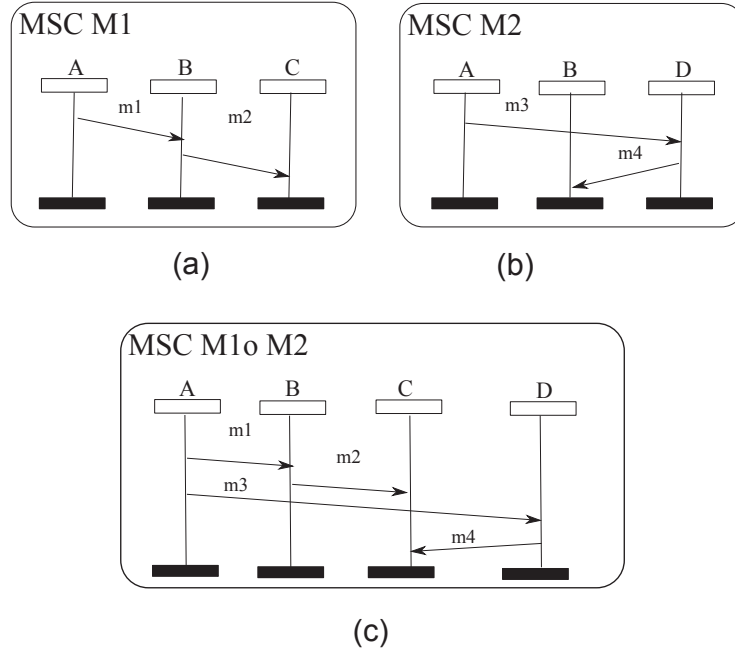 MSC M1
A B C
m1 m2
(a)
MSC M2
A B D
m3
m4
(b)
MSC M1o M2
A B C D
m1
m2
m3
m4
(c)